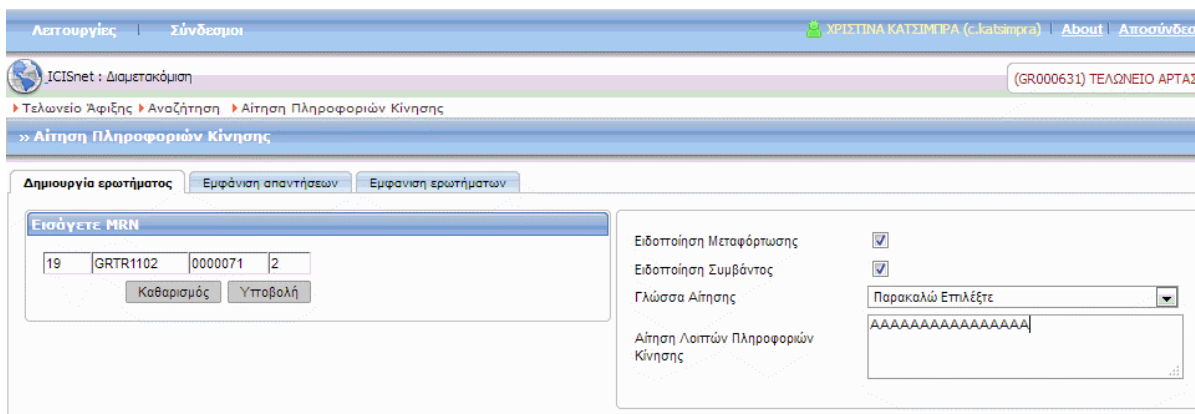 Λειτουργίες | Σύνδεσμοι
ΧΡΙΣΤΙΝΑ ΚΑΤΣΙΜΠΡΑ (c.katsimpra) | About | Αποσύνδεσ
ICISnet : Διαμετακόμιση
(GR000631) ΤΕΛΩΝΕΙΟ ΑΡΤΑΣ
Τελωνείο Άφιξης Αναζήτηση Αίτηση Πληροφοριών Κίνησης
» Αίτηση Πληροφοριών Κίνησης
Δημιουργία ερωτήματος Εμφάνιση απαντήσεων Εμφανιση ερωτήματων
Εισάγετε MRN
19 GRTR1102 0000071 2
Καθαρισμός Υποβολή
Ειδοποίηση Μεταφόρτωσης
Ειδοποίηση Συμβάντος
Γλώσσα Αίτησης Παρακαλώ Επιλέξτε
Αίτηση Λοιπών Πληροφοριών
Κίνησης
ΑΑΑΑΑΑΑΑΑΑΑΑΑΑΑΑ